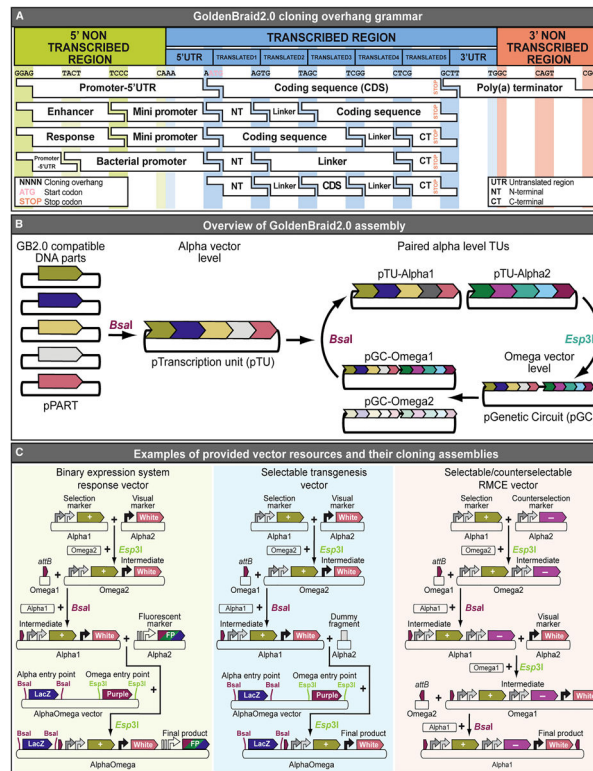 A GoldenBraid2.0 cloning overhang grammar
5' NON TRANSCRIBED REGION
TRANSCRIBED REGION
3' NON TRANSCRIBED REGION
5'UTR TRANSLATED1 TRANSLATED2 TRANSLATED3 TRANSLATED4 TRANSLATED5 3'UTR
GGAG TACT TCCC CAAA A AGTG TAGC TCGG CTCG STOP GCTT TGGC CAGT CG
Promoter-5'UTR Coding sequence (CDS) Poly(a) terminator
Enhancer Mini promoter NT Linker Coding sequence STOP
Response Mini promoter Coding sequence Linker CT STOP
Promoter -5'UTR Bacterial promoter NT Linker
NT Linker CDS Linker CT STOP
NNNN Cloning overhang
ATG Start codon
STOP Stop codon
UTR Untranslated region
NT N-terminal
CT C-terminal
B Overview of GoldenBraid2.0 assembly
GB2.0 compatible DNA parts
Alpha vector level
Paired alpha level TUs
pTU-Alpha1 pTU-Alpha2
BsaI
BsaI
Esp3I
pTranscription unit (pTU)
pGC-Omega1
Omega vector level
pGC-Omega2
pPART
pGenetic Circuit (pGC
C Examples of provided vector resources and their cloning assemblies
Binary expression system response vector
Selection marker
Visual marker
+ + White
Alpha1 Alpha2
Omega2 + Esp3I
attB Intermediate
+ + White
Omega1 Omega2
Alpha1 + BsaI
Intermediate
Fluorescent marker
+ White + FP
Alpha1 Alpha2
Alpha entry point Omega entry point
BsaI BsaI Esp3I Esp3I
LacZ Purple +
AlphaOmega vector
Esp3I
BsaI BsaI Final product
LacZ + White FP
AlphaOmega
Selectable transgenesis vector
Selection marker
Visual marker
+ + White
Alpha1 Alpha2
Omega2 + Esp3I
attB Intermediate
+ + White
Omega1 Omega2
Alpha1 + BsaI
Intermediate
Dummy fragment
+ White +
Alpha1 Alpha2
Alpha entry point Omega entry point
BsaI BsaI Esp3I Esp3I
LacZ Purple +
AlphaOmega vector
Esp3I
BsaI BsaI Final product
LacZ + White
AlphaOmega
Selectable/counterselectable RMCE vector
Selection marker
Counterselection marker
+ + −
Alpha1 Alpha2
Omega2 + Esp3I
attB Intermediate
+ + −
Omega1 Omega2
Alpha1 + BsaI
Intermediate
Visual marker
+ − + White
Alpha1 Alpha2
Omega1 + Esp3I
attB Intermediate
+ + − White
Omega2 Omega1
Alpha1 + BsaI
Final product
+ − White
Alpha1